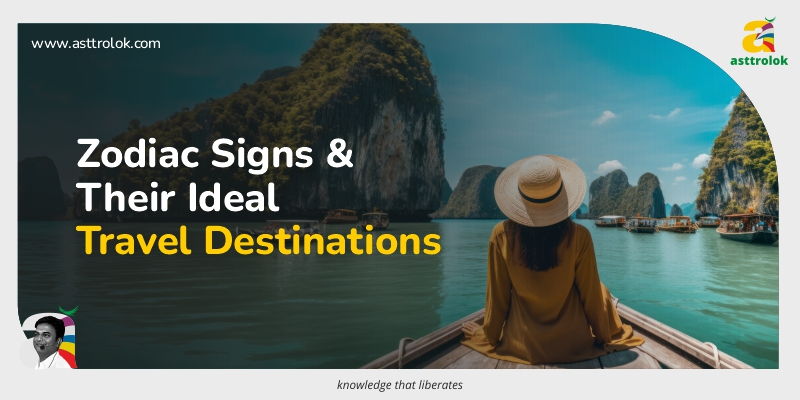 www.asttrolok.com
asttrolok
Zodiac Signs &
Their Ideal
Travel Destinations
knowledge that liberates